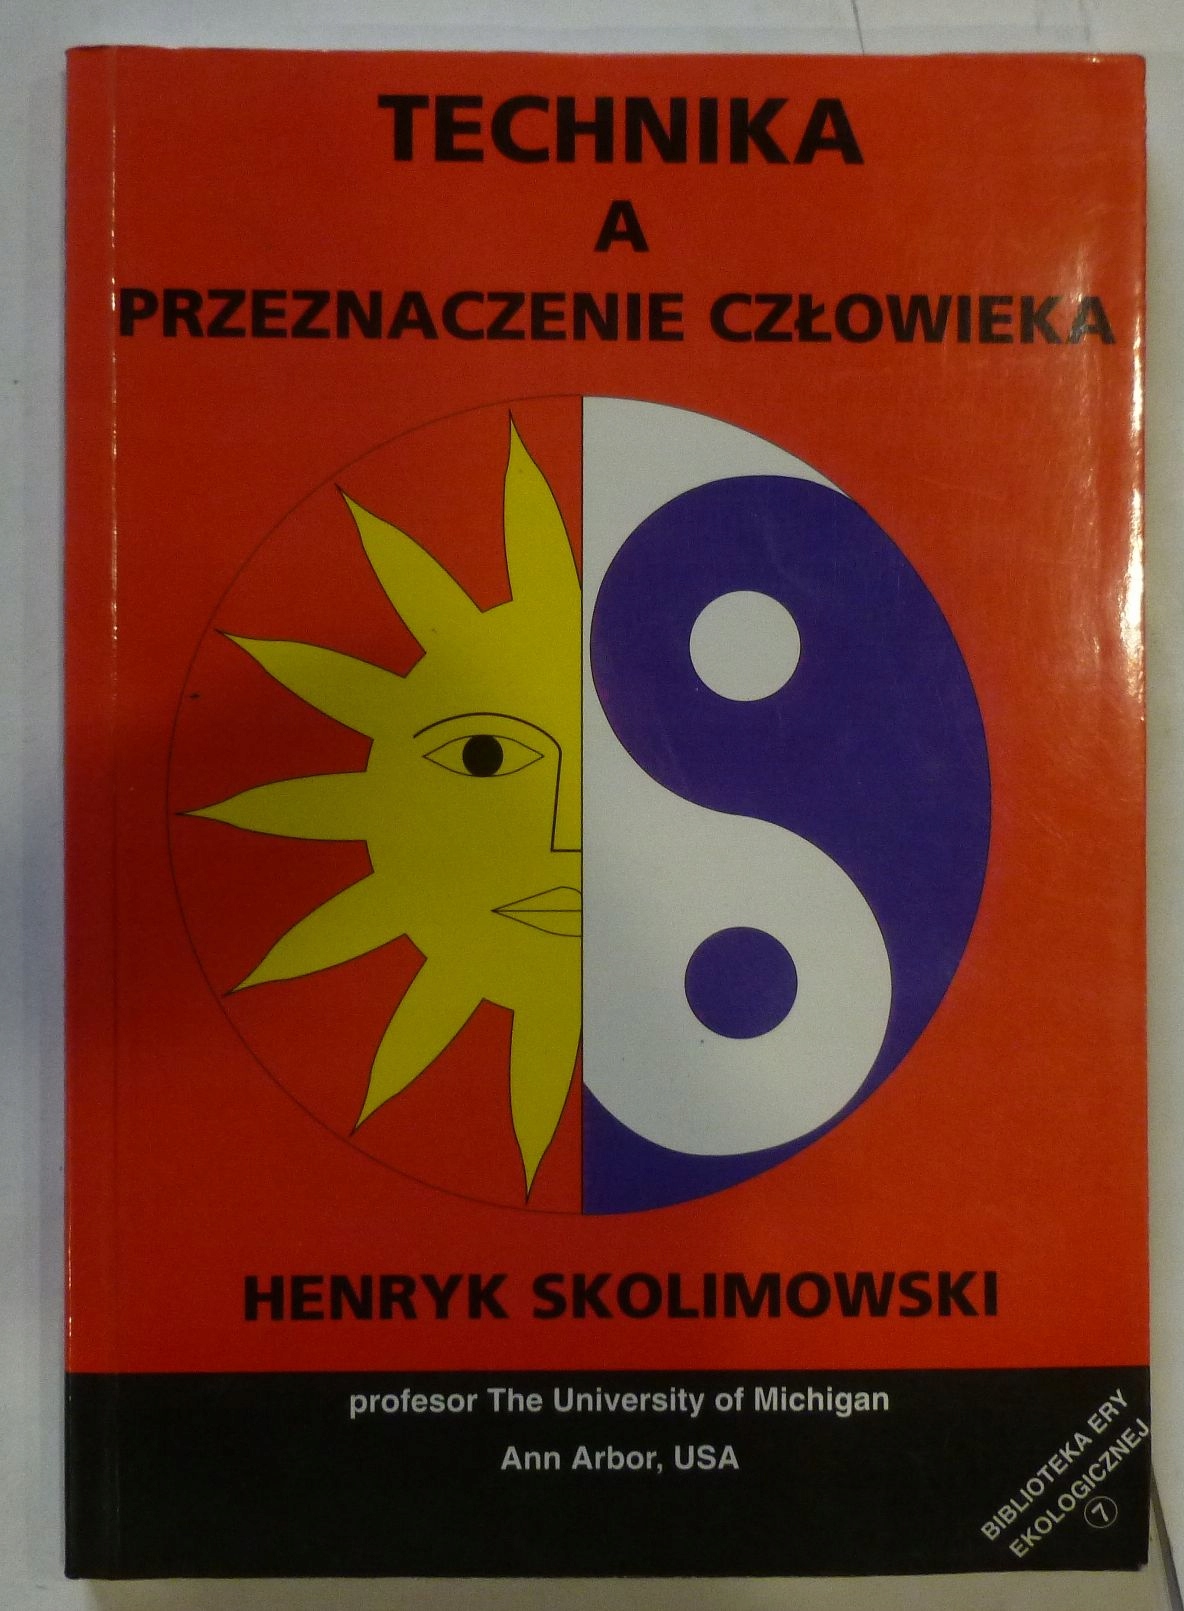 TECHNIKA
A
PRZEZNACZENIE CZŁOWIEKA
HENRYK SKOLIMOWSKI
profesor The University of Michigan
Ann Arbor, USA
BIBLIOTEKA ERY
EKOLOGICZNEJ
7